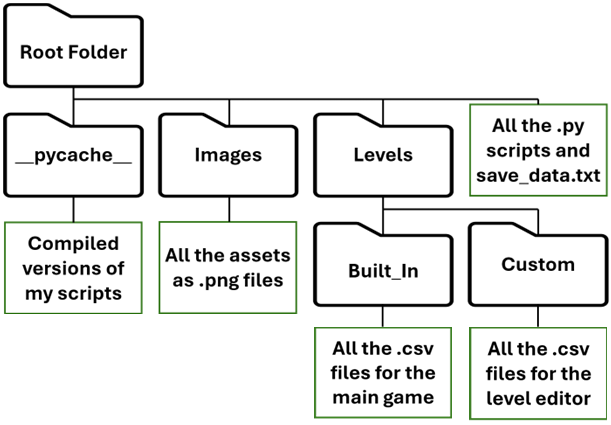 Root Folder
__pycache__
Images
Levels
All the .py
scripts and
save_data.txt
Compiled
versions of
my scripts
All the assets
as .png files
Built_In
Custom
All the .csv
files for the
main game
All the .csv
files for the
level editor